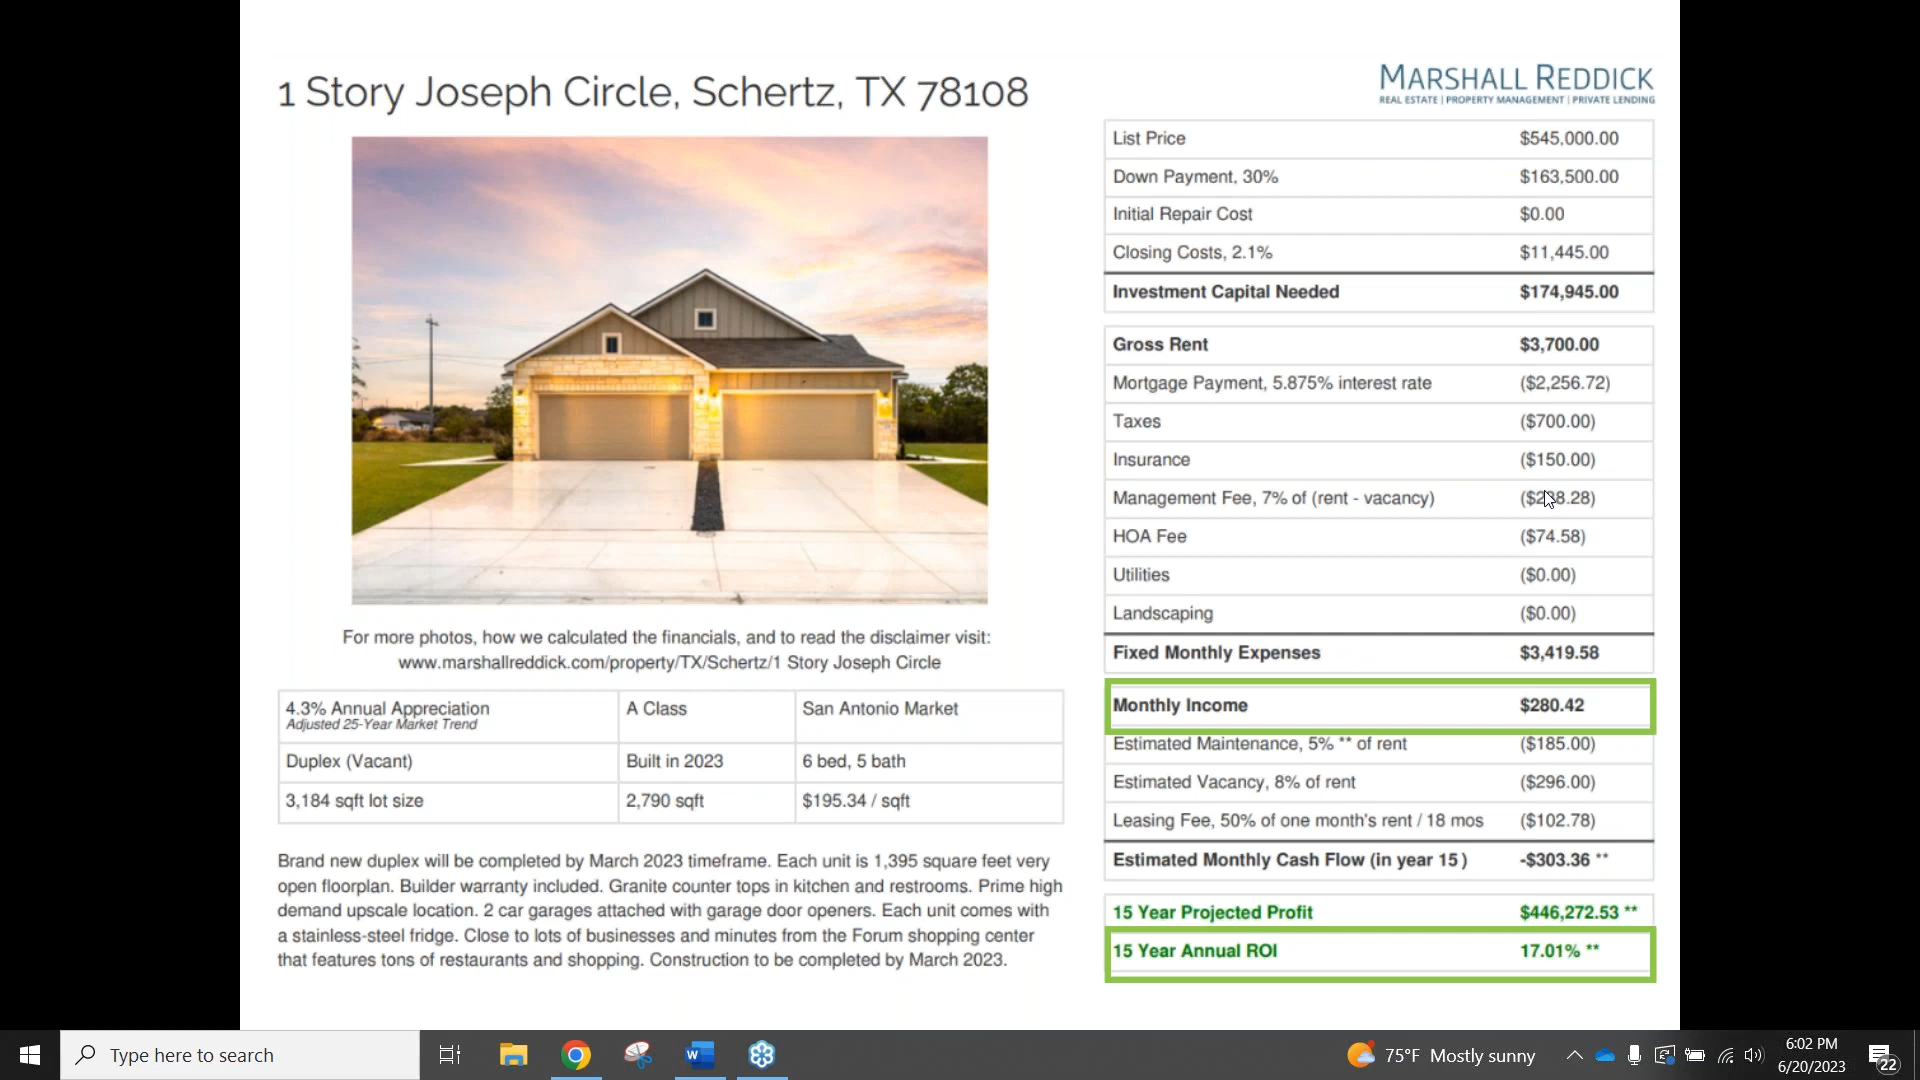 1 Story Joseph Circle, Schertz, TX 78108
MARSHALL REDDICK
REAL ESTATE | PROPERTY MANAGEMENT | PRIVATE LENDING
For more photos, how we calculated the financials, and to read the disclaimer visit:
www.marshallreddick.com/property/TX/Schertz/1 Story Joseph Circle
4.3% Annual Appreciation A Class San Antonio Market
Adjusted 25-Year Market Trend
Duplex (Vacant) Built in 2023 6 bed, 5 bath
3,184 sqft lot size 2,790 sqft $195.34 / sqft
Brand new duplex will be completed by March 2023 timeframe. Each unit is 1,395 square feet very
open floorplan. Builder warranty included. Granite counter tops in kitchen and restrooms. Prime high
demand upscale location. 2 car garages attached with garage door openers. Each unit comes with
a stainless-steel fridge. Close to lots of businesses and minutes from the Forum shopping center
that features tons of restaurants and shopping. Construction to be completed by March 2023.
List Price $545,000.00
Down Payment, 30% $163,500.00
Initial Repair Cost $0.00
Closing Costs, 2.1% $11,445.00
Investment Capital Needed $174,945.00
Gross Rent $3,700.00
Mortgage Payment, 5.875% interest rate ($2,256.72)
Taxes ($700.00)
Insurance ($150.00)
Management Fee, 7% of (rent - vacancy)
HOA Fee ($74.58)
Utilities ($0.00)
Landscaping ($0.00)
Fixed Monthly Expenses $3,419.58
Monthly Income $280.42
Estimated Maintenance, 5% ** of rent ($185.00)
Estimated Vacancy, 8% of rent ($296.00)
Leasing Fee, 50% of one month's rent / 18 mos ($102.78)
Estimated Monthly Cash Flow (in year 15) -$303.36 **
15 Year Projected Profit $446,272.53 **
15 Year Annual ROI 17.01% **
Type here to search
75°F Mostly sunny
6:02 PM
6/20/2023
22